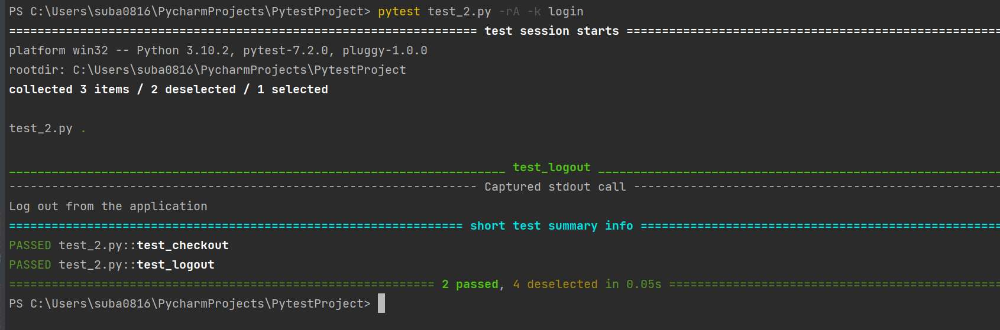 PS C:\Users\suba0816\PycharmProjects\PytestProject> pytest test_2.py -rA -k login
================================================================== test session starts =====================================================
platform win32 -- Python 3.10.2, pytest-7.2.0, pluggy-1.0.0
rootdir: C:\Users\suba0816\PycharmProjects\PytestProject
collected 3 items / 2 deselected / 1 selected
test_2.py .
______________________________________________________________________ test_logout _________________________________________________________
------------------------------------------------------------------ Captured stdout call ----------------------------------------------------
Log out from the application
================================================================ short test summary info ===================================================
PASSED test_2.py::test_checkout
PASSED test_2.py::test_logout
============================================================ 2 passed, 4 deselected in 0.05s ===============================================
PS C:\Users\suba0816\PycharmProjects\PytestProject>